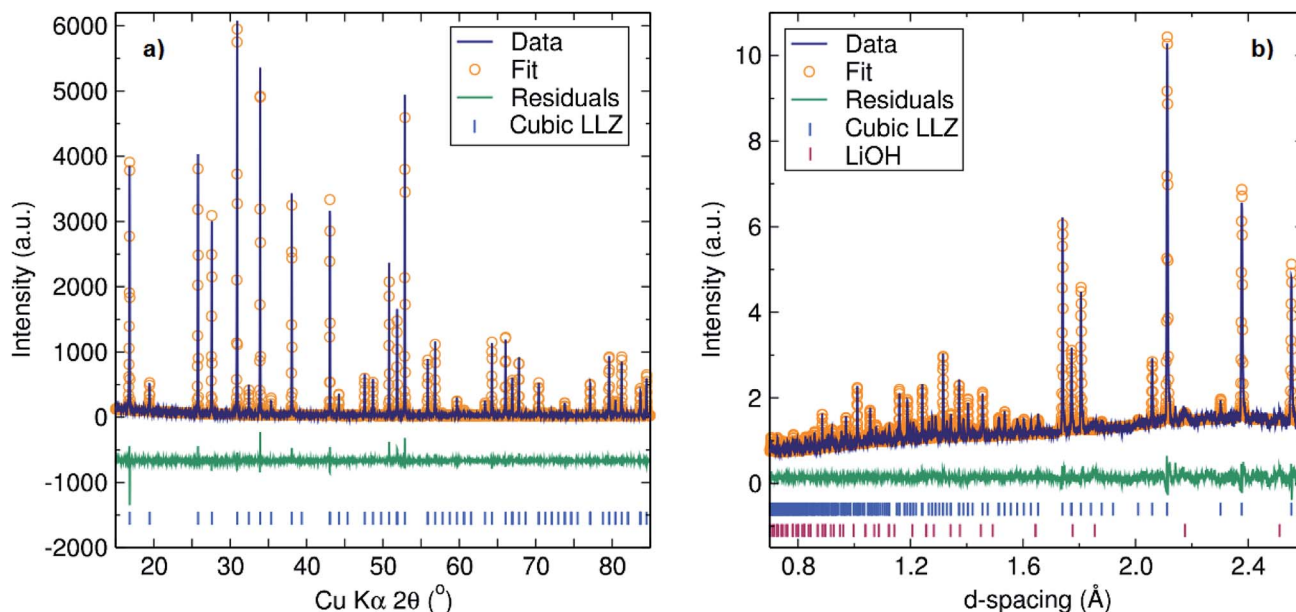 a)
Data
Fit
Residuals
Cubic LLZ
Intensity (a.u.)
6000
5000
4000
3000
2000
1000
0
-1000
-2000
20 30 40 50 60 70 80
Cu Kα 2θ (°)
b)
Data
Fit
Residuals
Cubic LLZ
LiOH
Intensity (a.u.)
10
8
6
4
2
0
0.8 1.2 1.6 2.0 2.4
d-spacing (Å)